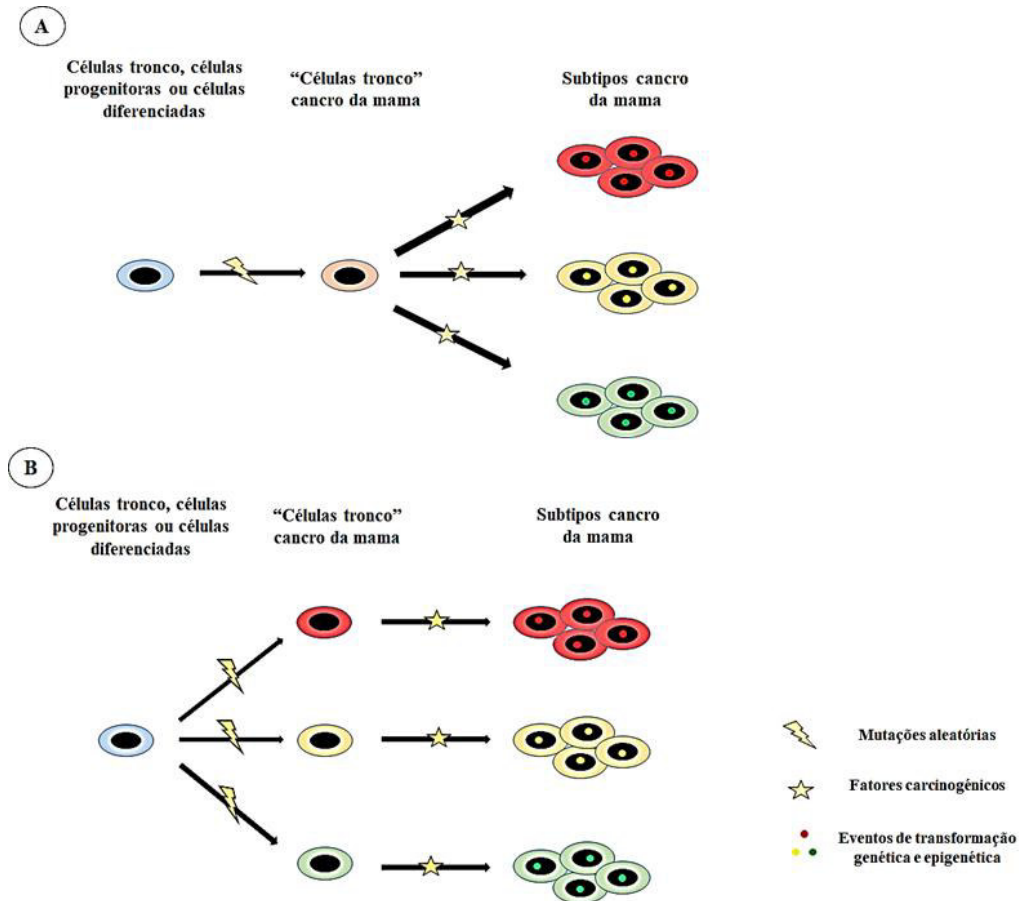 A
Células tronco, células
progenitoras ou células
diferenciadas
“Células tronco”
cancro da mama
Subtipos cancro
da mama
B
Células tronco, células
progenitoras ou células
diferenciadas
“Células tronco”
cancro da mama
Subtipos cancro
da mama
Mutações aleatórias
Fatores carcinogénicos
Eventos de transformação
genética e epigenética